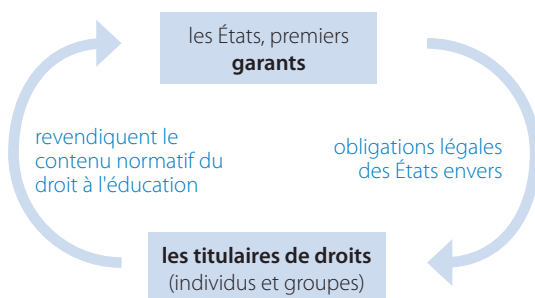 les États, premiers
garants
revendiquent le
contenu normatif du
droit à l'éducation
obligations légales
des États envers
les titulaires de droits
(individus et groupes)